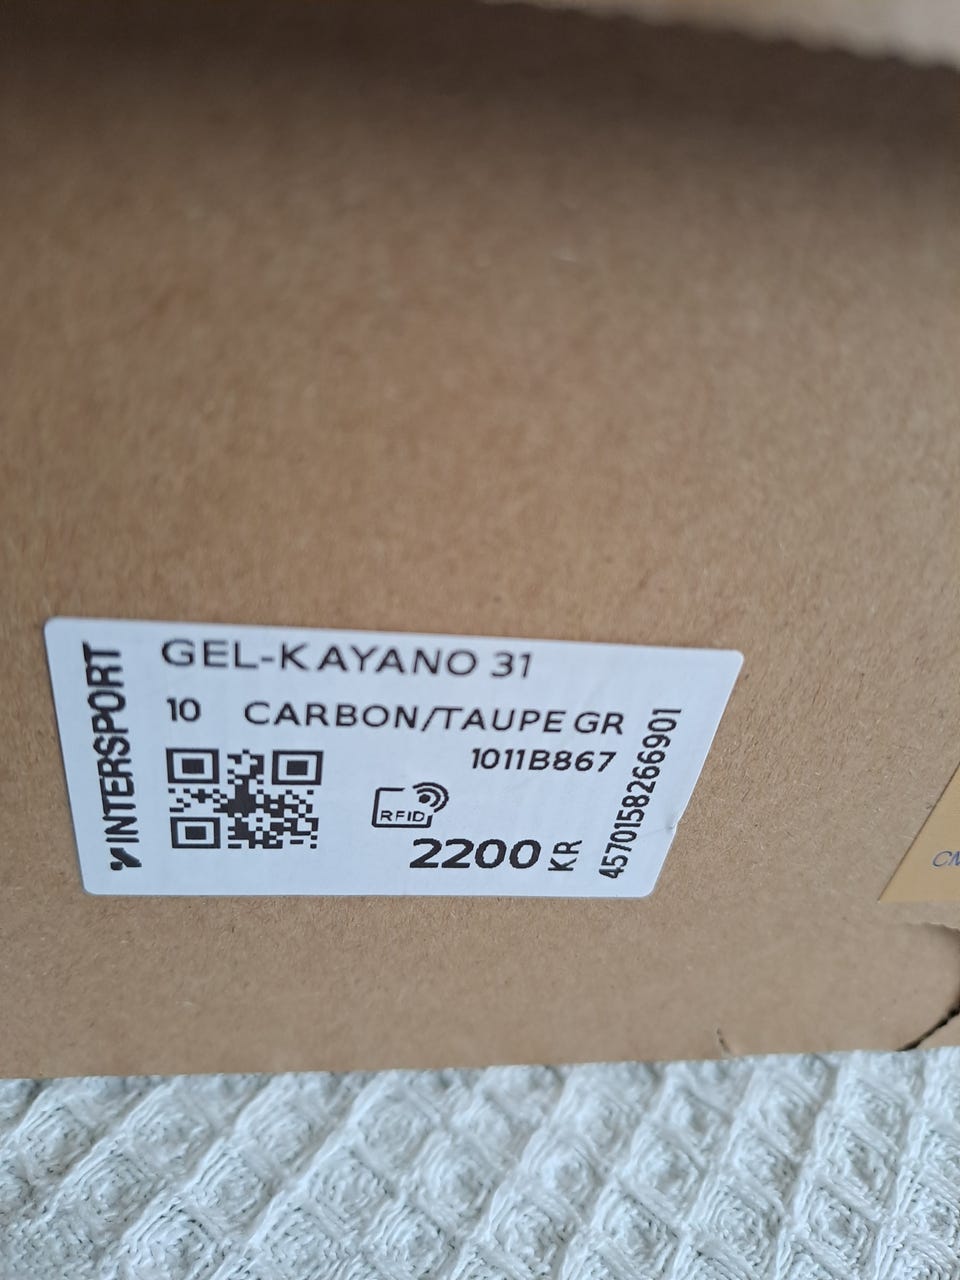 INTERSPORT
GEL-KAYANO 31
10 CARBON/TAUPE GR
1011B867
RFID
2200 KR
4570158266901